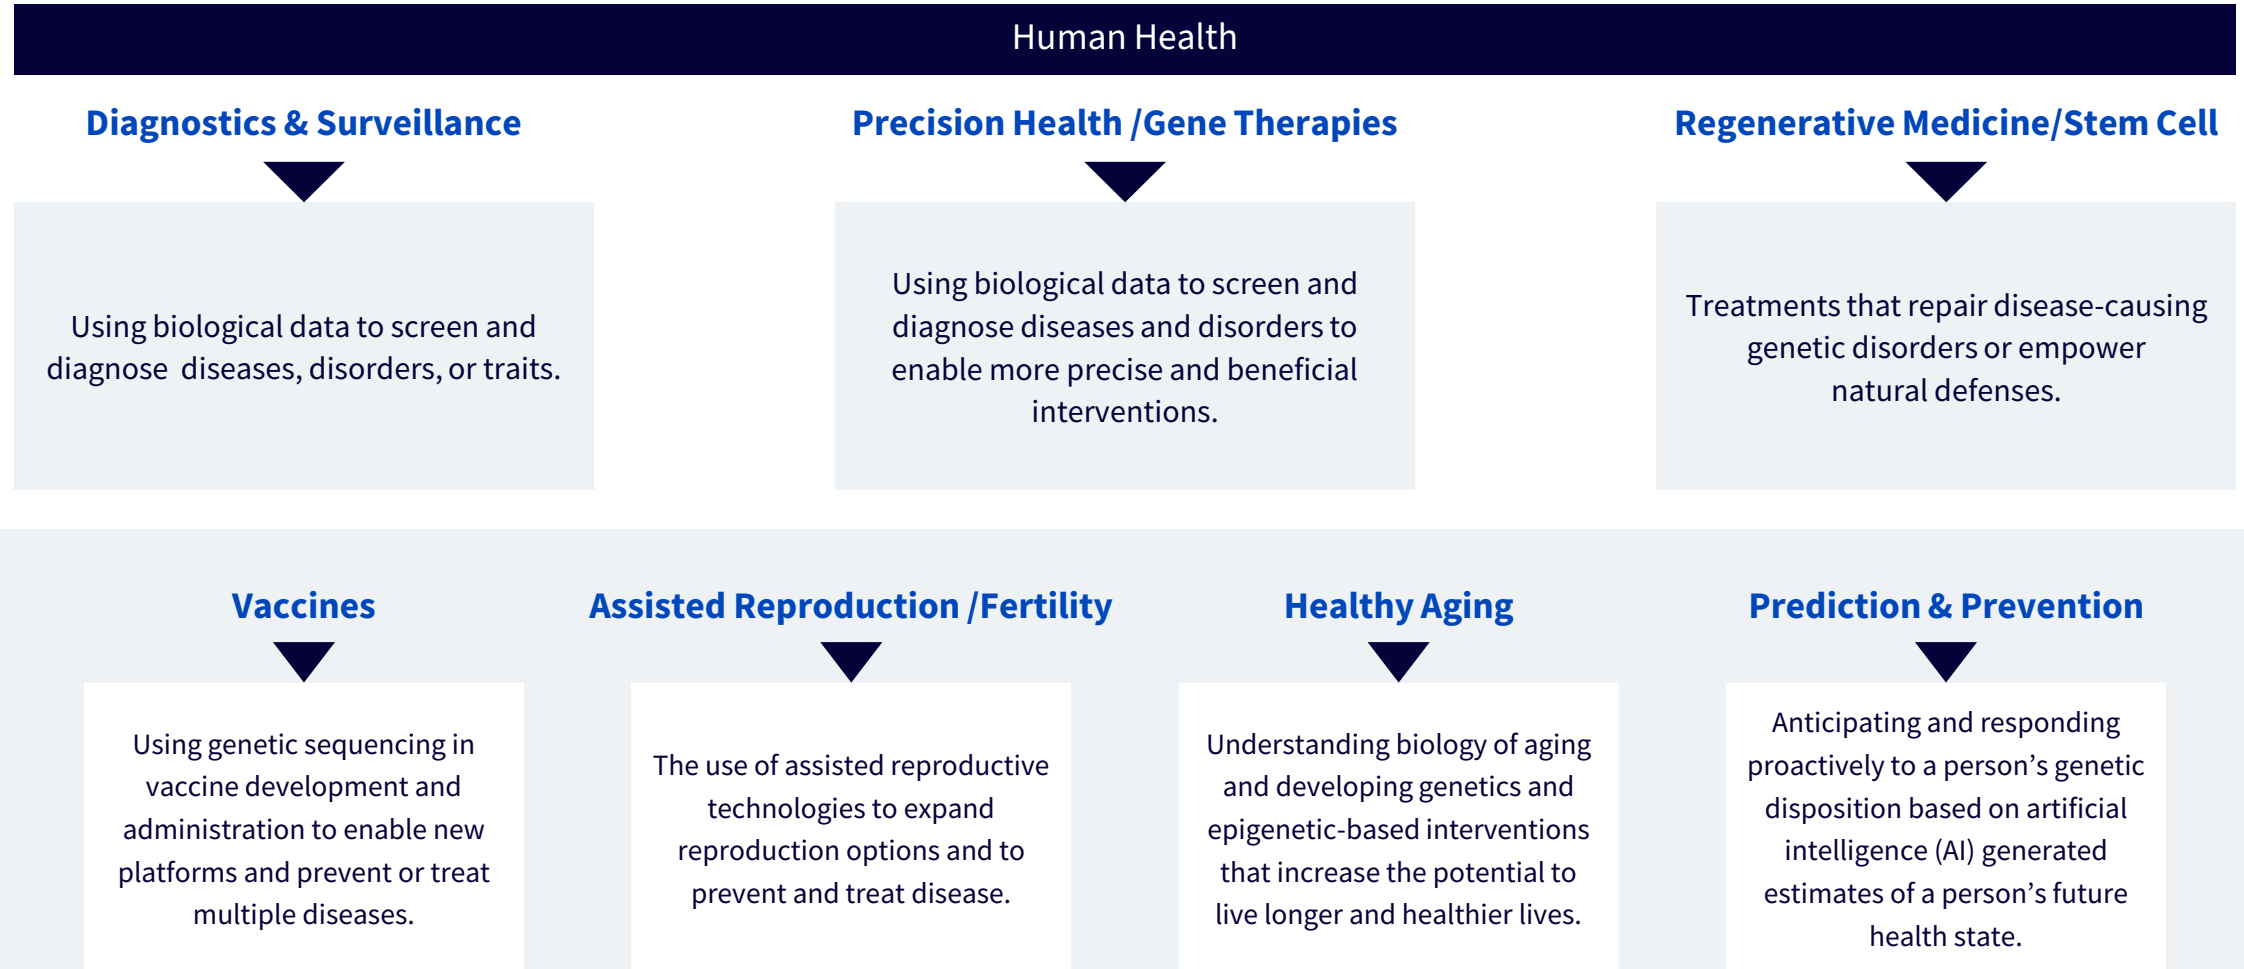 Human Health
Diagnostics & Surveillance
Using biological data to screen and
diagnose  diseases, disorders, or traits.
Precision Health /Gene Therapies
Using biological data to screen and
diagnose diseases and disorders to
enable more precise and beneficial
interventions.
Regenerative Medicine/Stem Cell
Treatments that repair disease-causing
genetic disorders or empower
natural defenses.
Vaccines
Using genetic sequencing in
vaccine development and
administration to enable new
platforms and prevent or treat
multiple diseases.
Assisted Reproduction /Fertility
The use of assisted reproductive
technologies to expand
reproduction options and to
prevent and treat disease.
Healthy Aging
Understanding biology of aging
and developing genetics and
epigenetic-based interventions
that increase the potential to
live longer and healthier lives.
Prediction & Prevention
Anticipating and responding
proactively to a person’s genetic
disposition based on artificial
intelligence (AI) generated
estimates of a person’s future
health state.